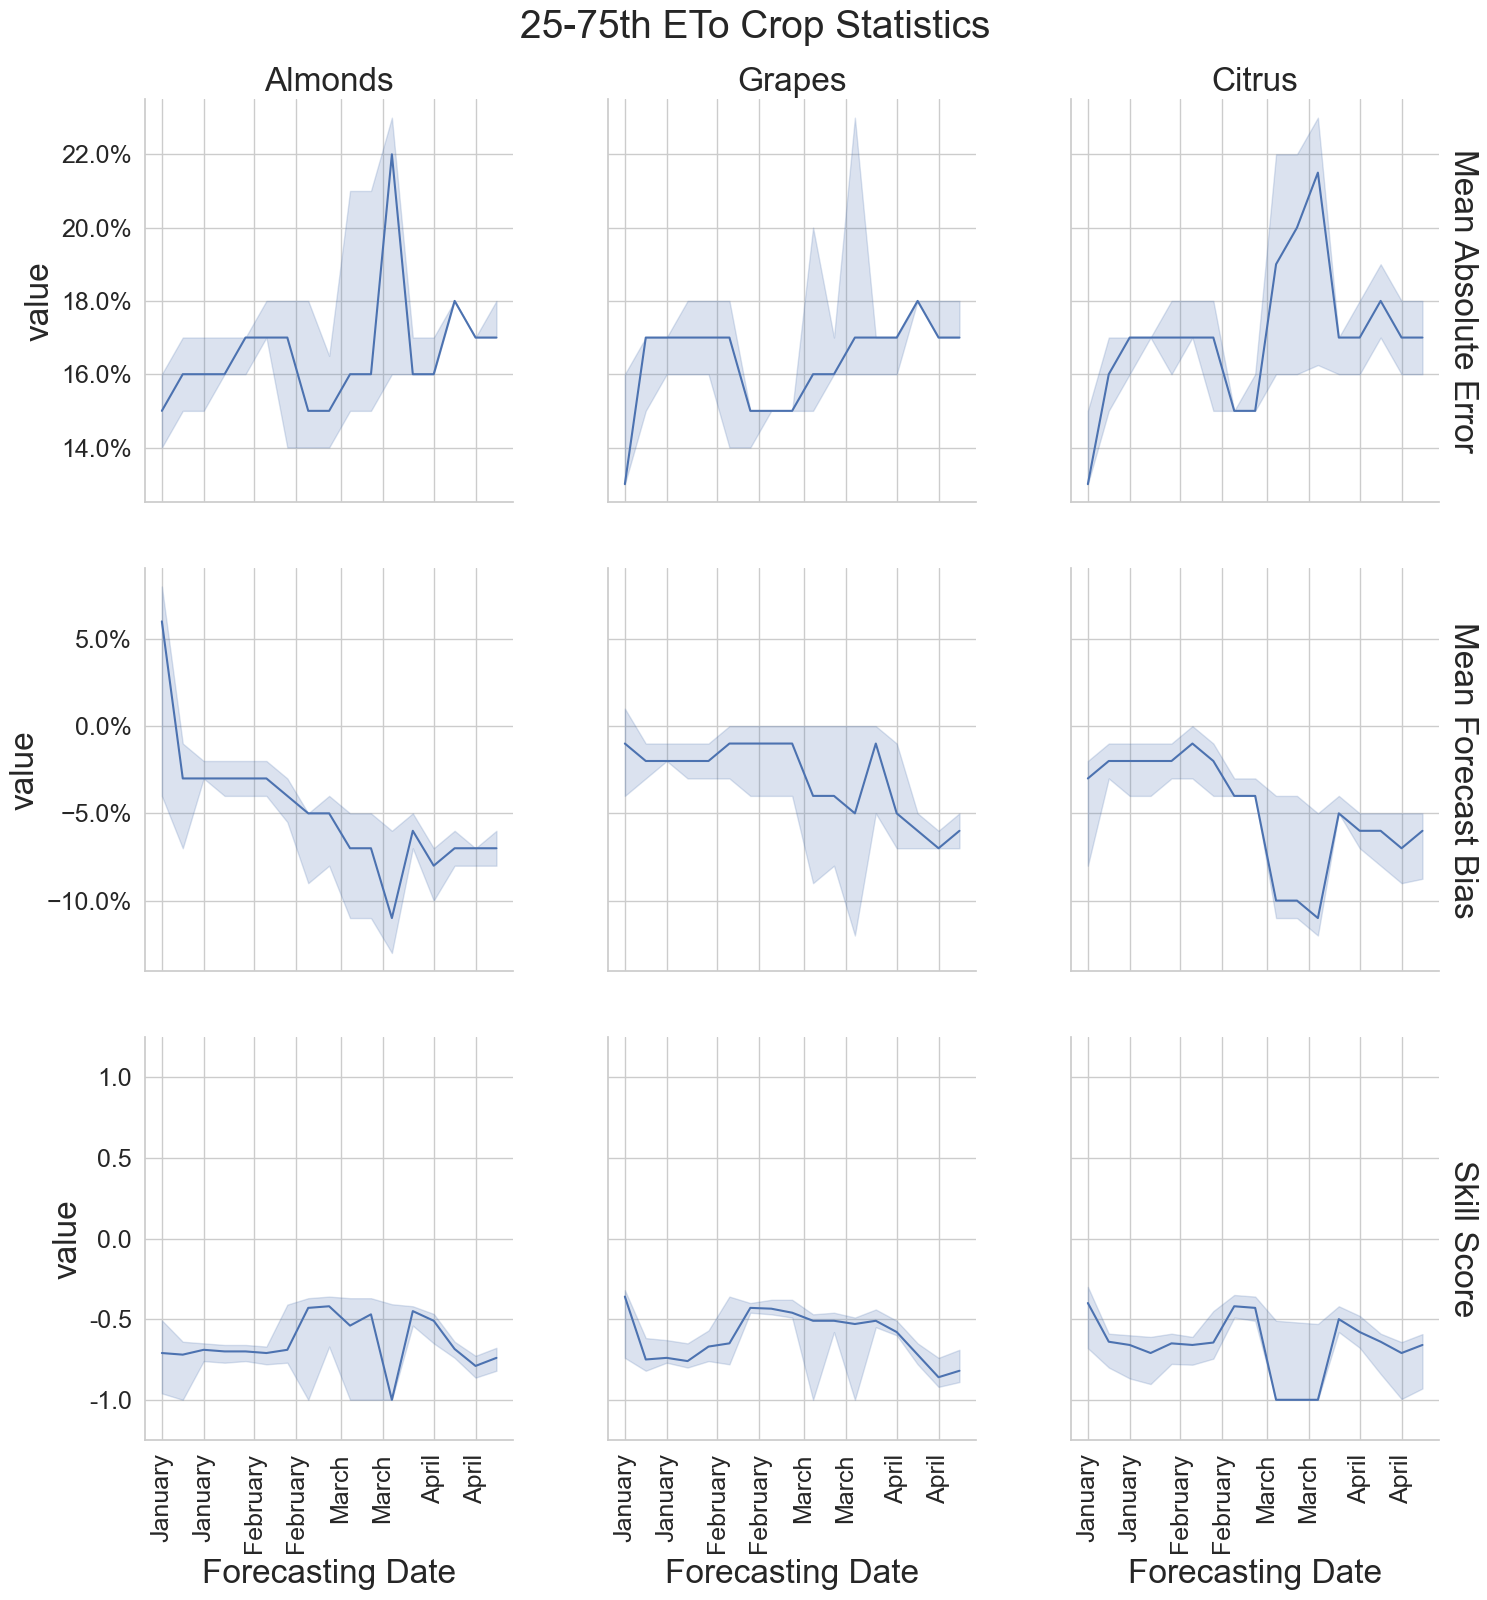 25-75th ETo Crop Statistics
Almonds
Grapes
Citrus
22.0%
20.0%
18.0%
16.0%
14.0%
value
Mean Absolute Error
5.0%
0.0%
−5.0%
−10.0%
value
Mean Forecast Bias
1.0
0.5
0.0
-0.5
-1.0
value
Skill Score
January
January
February
February
March
March
April
April
January
January
February
February
March
March
April
April
January
January
February
February
March
March
April
April
Forecasting Date
Forecasting Date
Forecasting Date